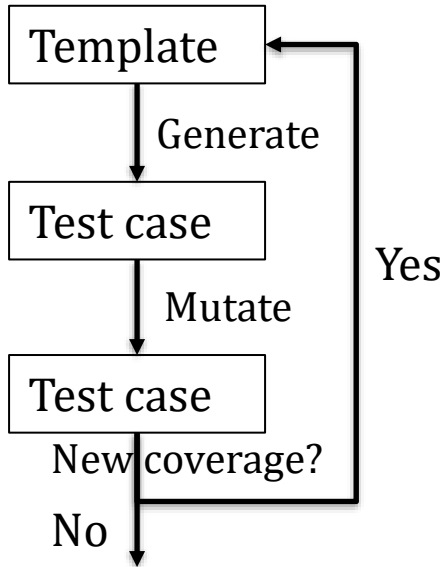 Template
Generate
Test case
Yes
Mutate
Test case
New coverage?
No